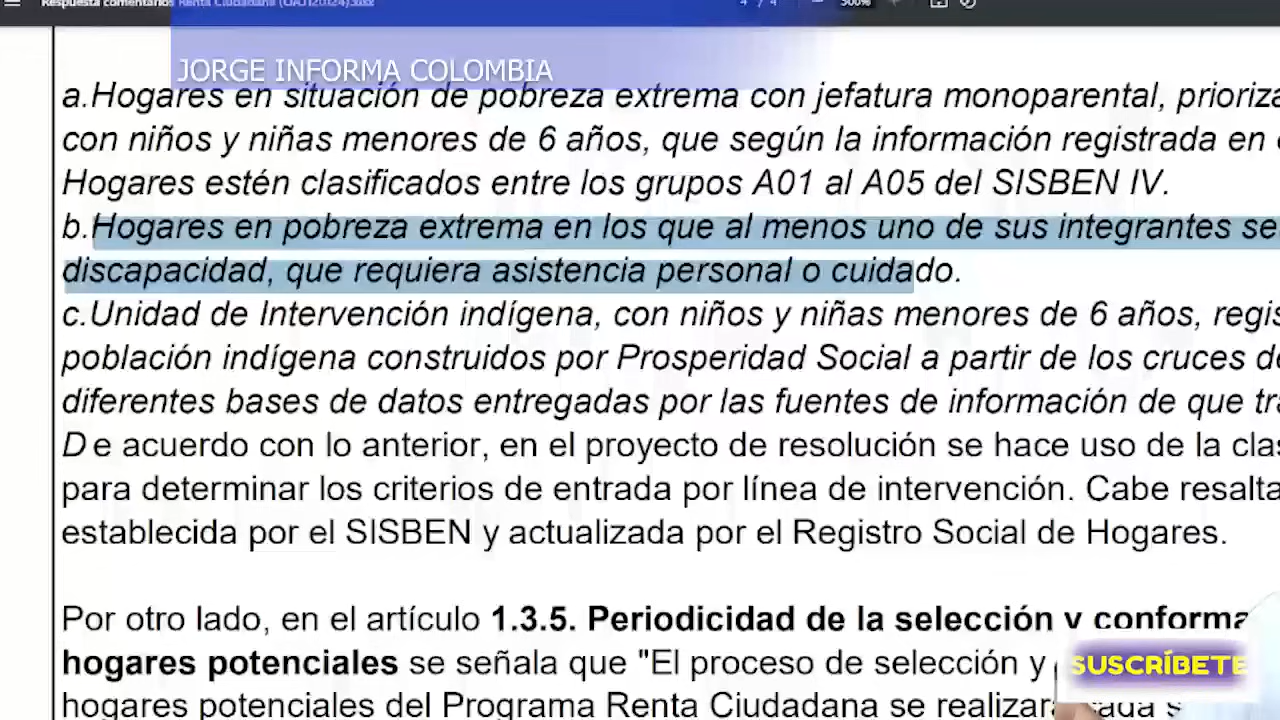 Respuesta comentarios Renta Ciudadana
4 / 4
300%
JORGE INFORMA COLOMBIA
a.Hogares en situación de pobreza extrema con jefatura monoparental, prioriza
con niños y niñas menores de 6 años, que según la información registrada en
Hogares estén clasificados entre los grupos A01 al A05 del SISBEN IV.
b.Hogares en pobreza extrema en los que al menos uno de sus integrantes se
discapacidad, que requiera asistencia personal o cuidado.
c.Unidad de Intervención indígena, con niños y niñas menores de 6 años, regis
población indígena construidos por Prosperidad Social a partir de los cruces de
diferentes bases de datos entregadas por las fuentes de información de que tra
De acuerdo con lo anterior, en el proyecto de resolución se hace uso de la clas
para determinar los criterios de entrada por línea de intervención. Cabe resalta
establecida por el SISBEN y actualizada por el Registro Social de Hogares.
Por otro lado, en el artículo 1.3.5. Periodicidad de la selección y conforma
hogares potenciales se señala que "El proceso de selección y
hogares potenciales del Programa Renta Ciudadana se realizará cada s
SUSCRÍBETE